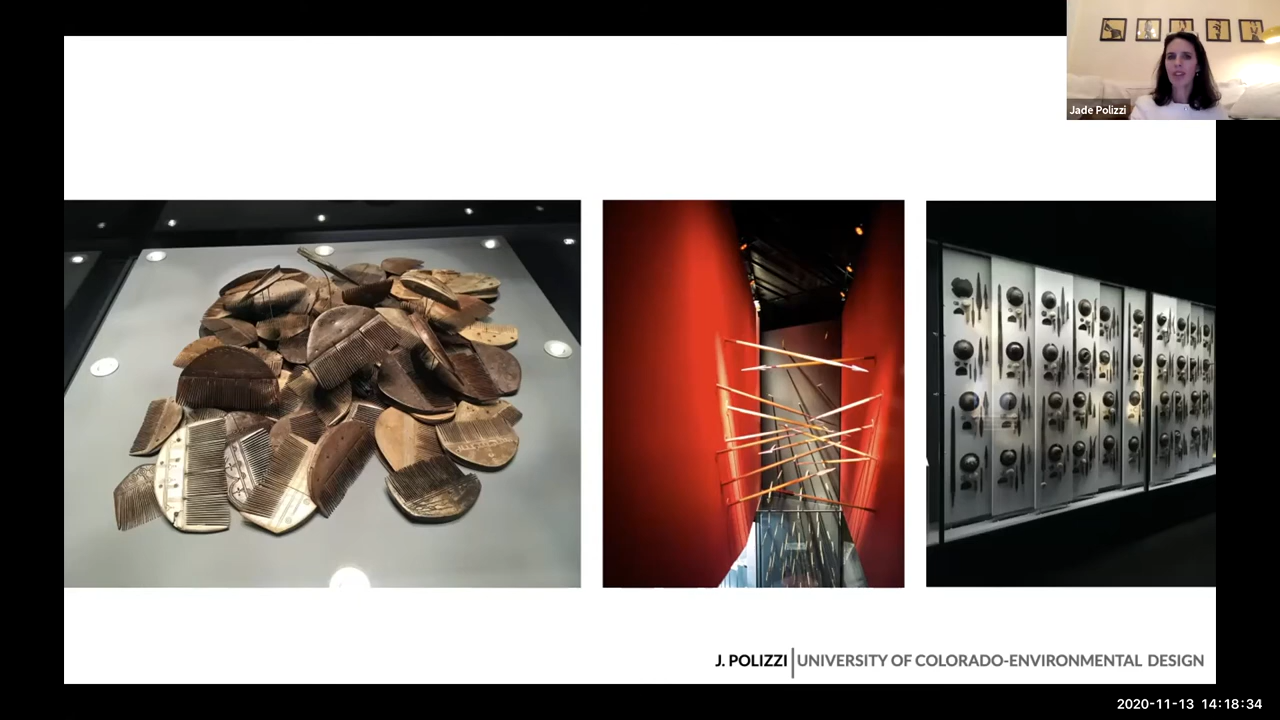 Jade Polizzi
J. POLIZZI UNIVERSITY OF COLORADO-ENVIRONMENTAL DESIGN
2020-11-13 14:18:34